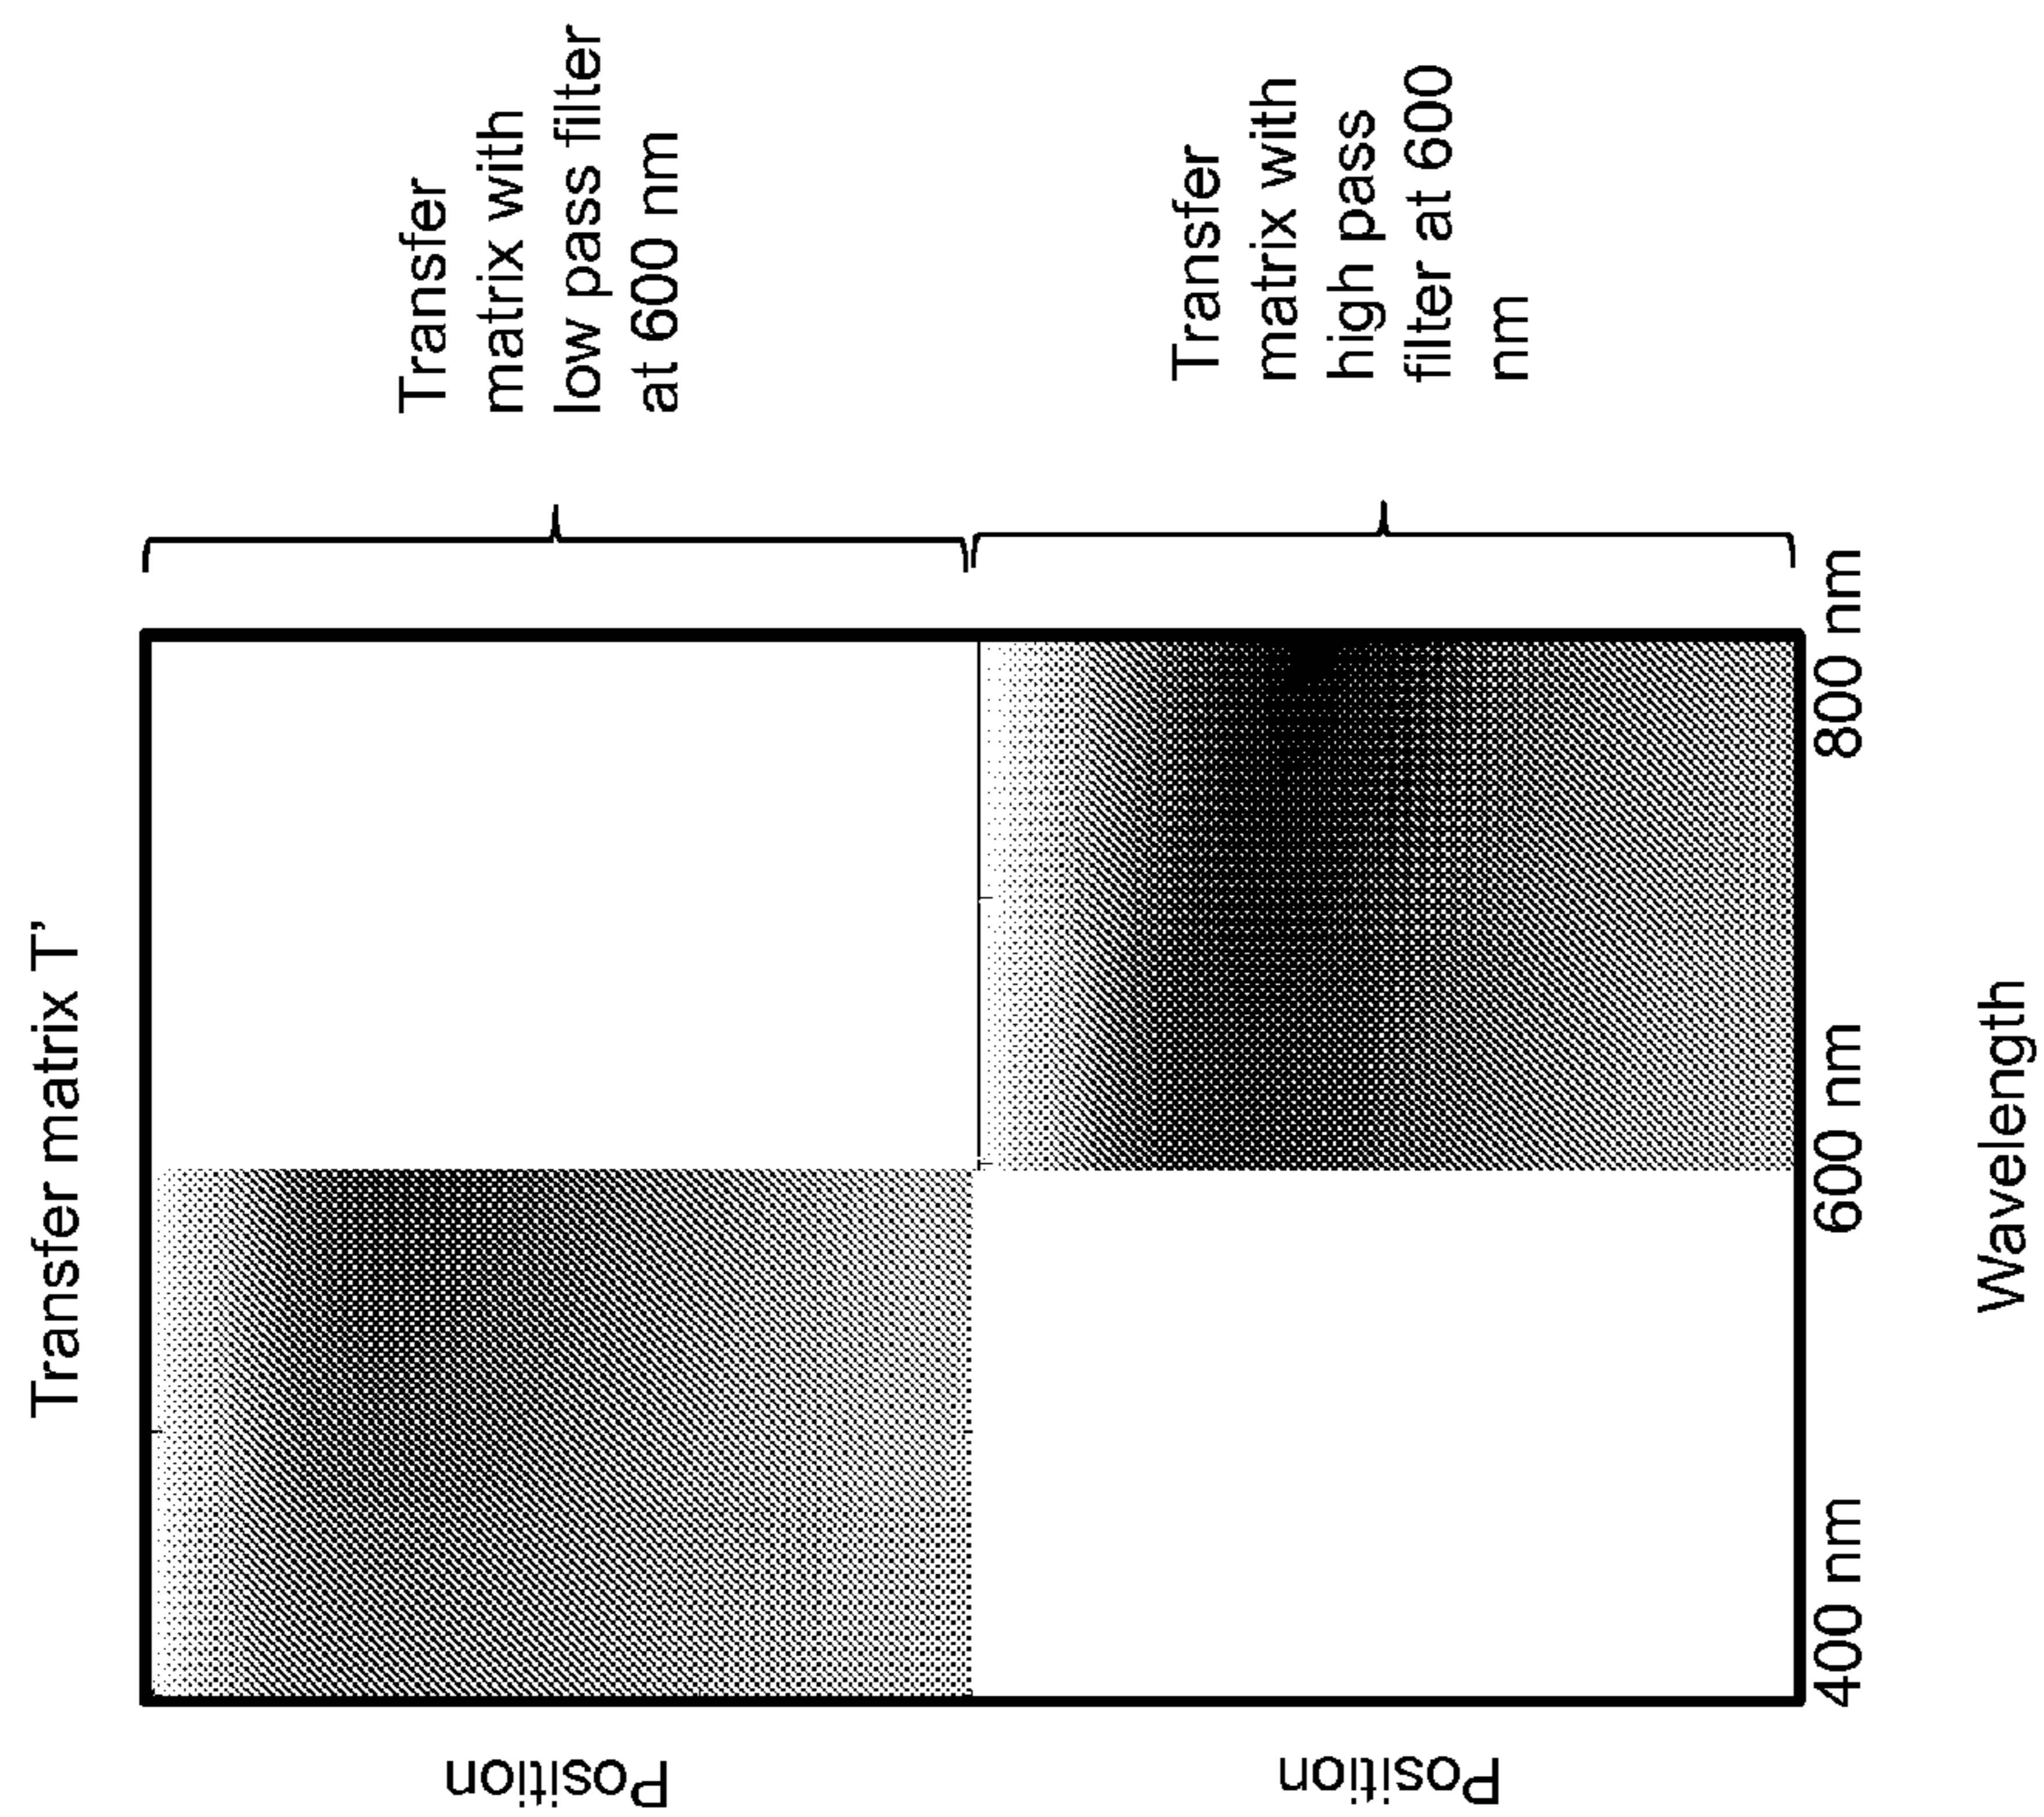 Transfer matrix T’
Transfer
matrix with
low pass filter
at 600 nm
Transfer
matrix with
high pass
filter at 600
nm
Position
Position
400 nm
600 nm
800 nm
Wavelength